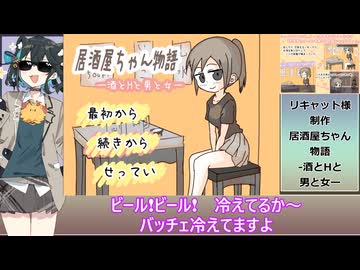 居酒屋ちゃん物語
―酒とHと男と女―
最初から
続きから
せってい
リキャット様
制作
居酒屋ちゃん
物語
-酒とHと
男と女ー
ビール!ビール! 冷えてるか～
バッチェ冷えてますよ